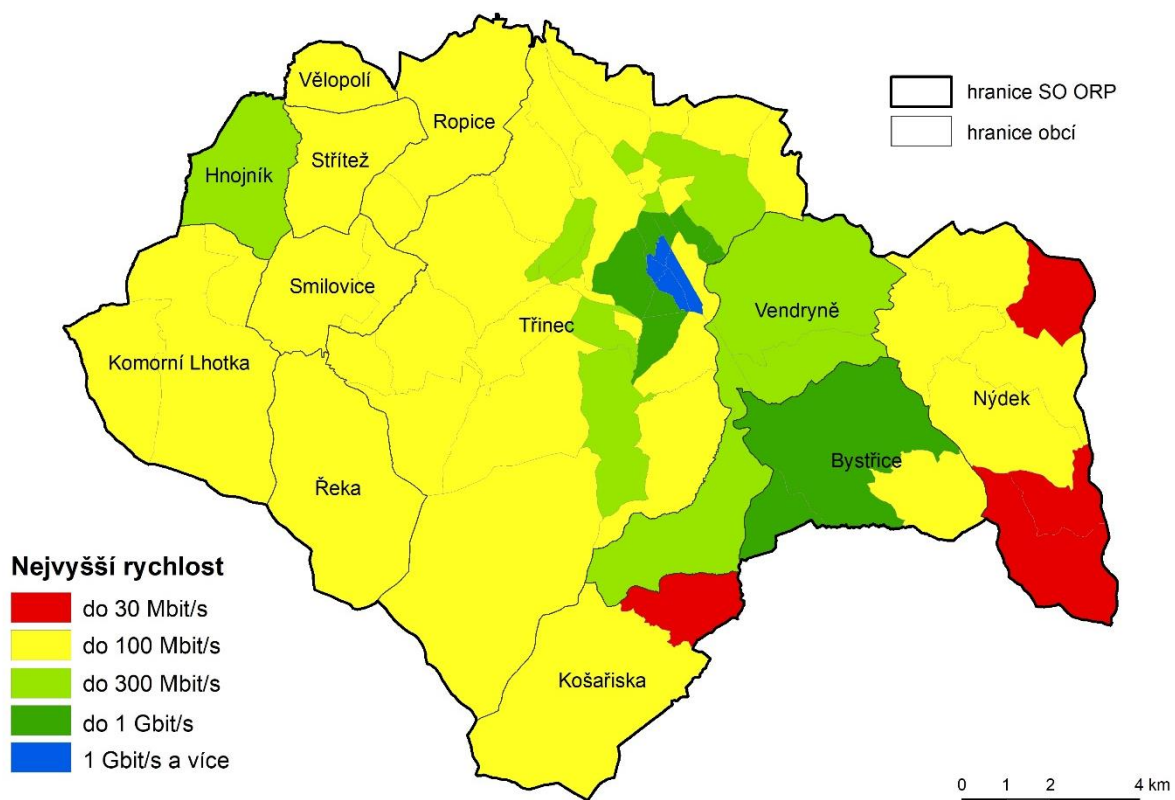 Vělopolí
Ropice
Střítež
Hnojník
Smilovice
Komorní Lhotka
Řeka
Třinec
Vendryně
Nýdek
Bystřice
Košařiska
hranice SO ORP
hranice obcí
Nejvyšší rychlost
do 30 Mbit/s
do 100 Mbit/s
do 300 Mbit/s
do 1 Gbit/s
1 Gbit/s a více
0 1 2 4 km